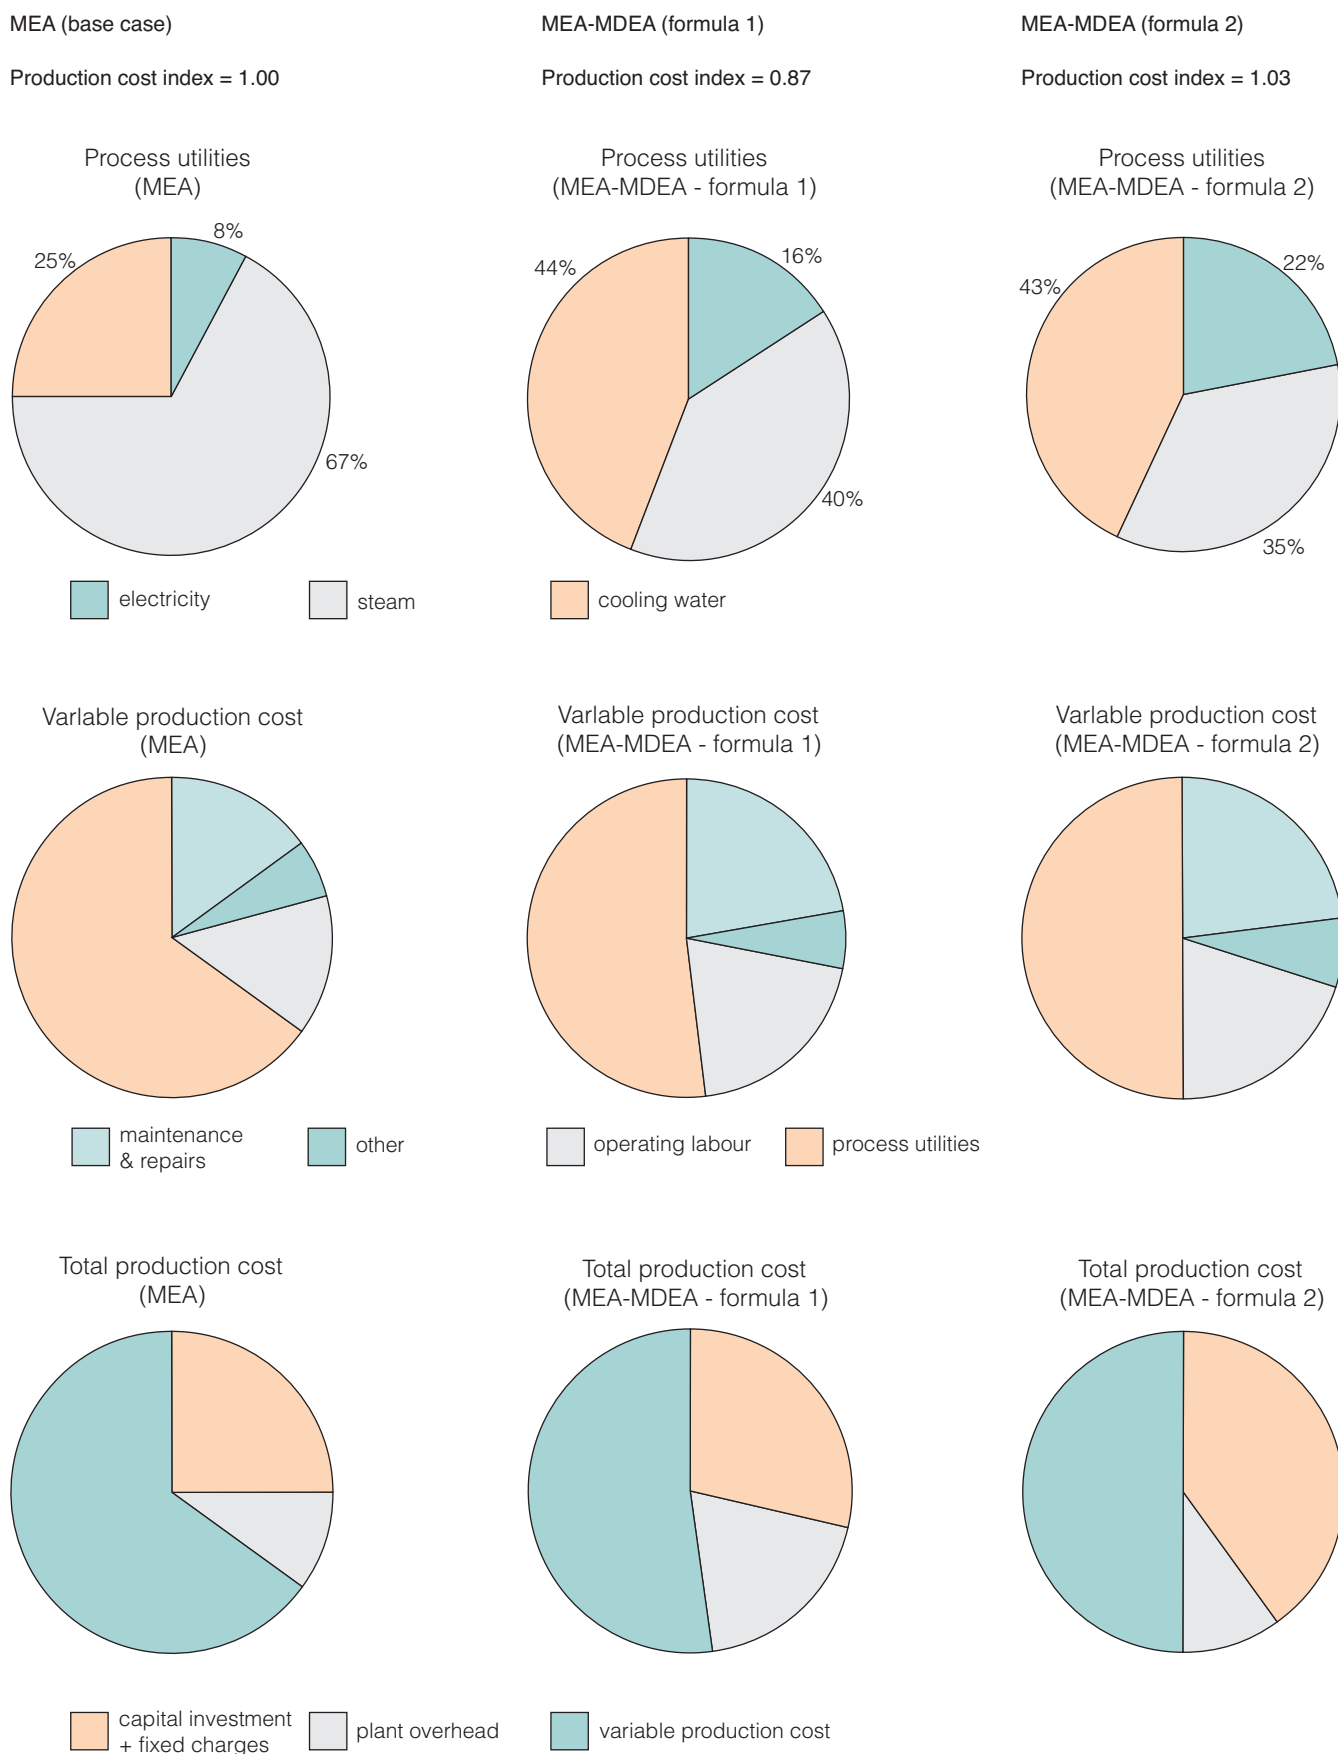 MEA (base case)
MEA-MDEA (formula 1)
MEA-MDEA (formula 2)
Production cost index = 1.00
Production cost index = 0.87
Production cost index = 1.03
Process utilities
(MEA)
Process utilities
(MEA-MDEA - formula 1)
Process utilities
(MEA-MDEA - formula 2)
8%
25%
67%
44%
16%
40%
22%
43%
35%
electricity
steam
cooling water
Varlable production cost
(MEA)
Varlable production cost
(MEA-MDEA - formula 1)
Varlable production cost
(MEA-MDEA - formula 2)
maintenance
& repairs
other
operating labour
process utilities
Total production cost
(MEA)
Total production cost
(MEA-MDEA - formula 1)
Total production cost
(MEA-MDEA - formula 2)
capital investment
+ fixed charges
plant overhead
variable production cost